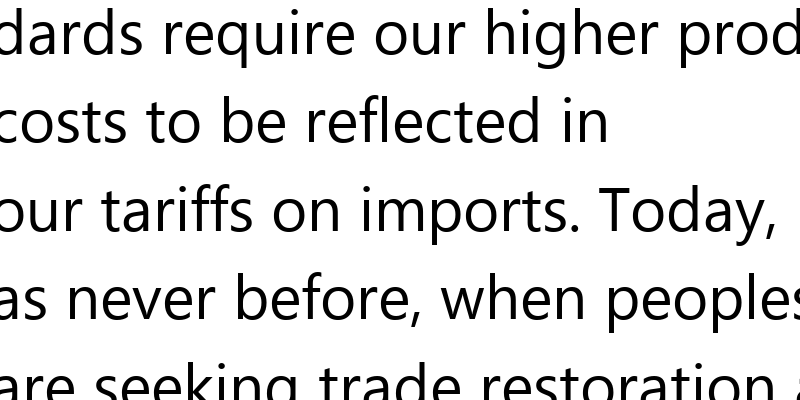 dards require our higher prod
costs to be reflected in
our tariffs on imports. Today,
as never before, when peoples
are seeking trade restoration